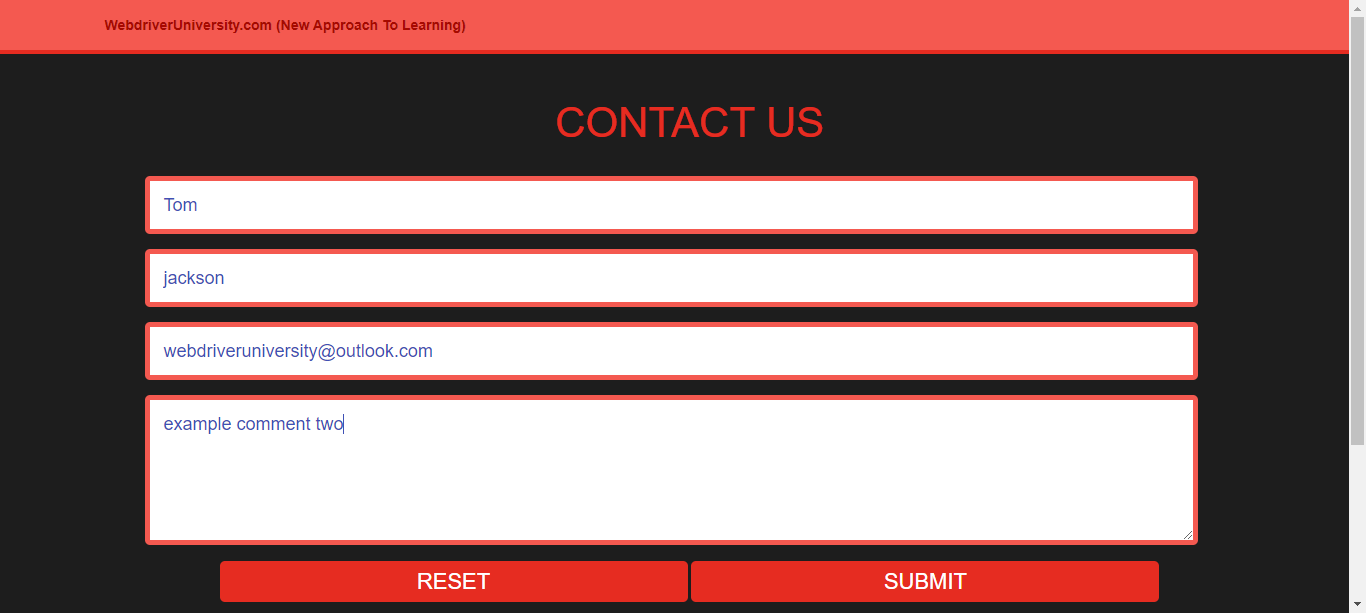 WebdriverUniversity.com (New Approach To Learning)
CONTACT US
Tom
jackson
webdriveruniversity@outlook.com
example comment two
RESET SUBMIT